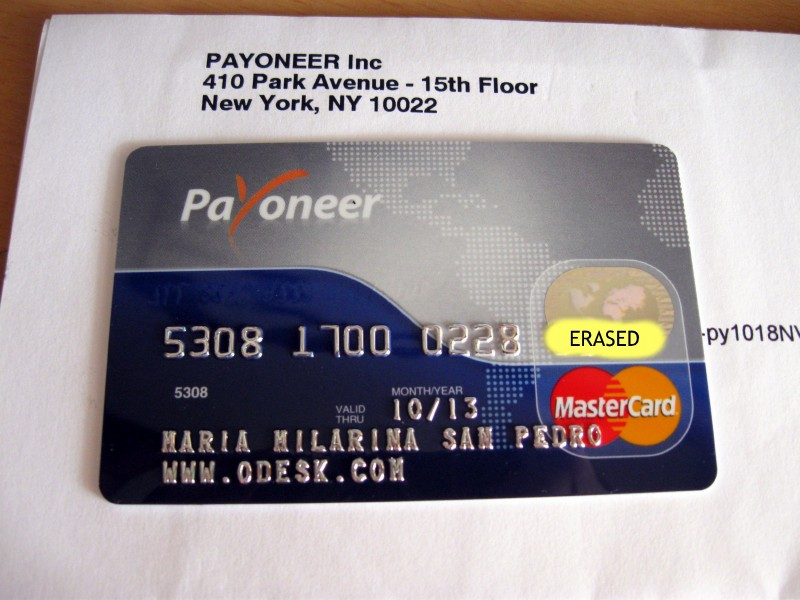 PAYONEER Inc
410 Park Avenue - 15th Floor
New York, NY 10022
Payoneer
5308 1700 0228 ERASED
-py1018NV
5308
MONTH/YEAR
VALID THRU 10/13
MasterCard
MARIA MILARINA SAN PEDRO
WWW.ODESK.COM